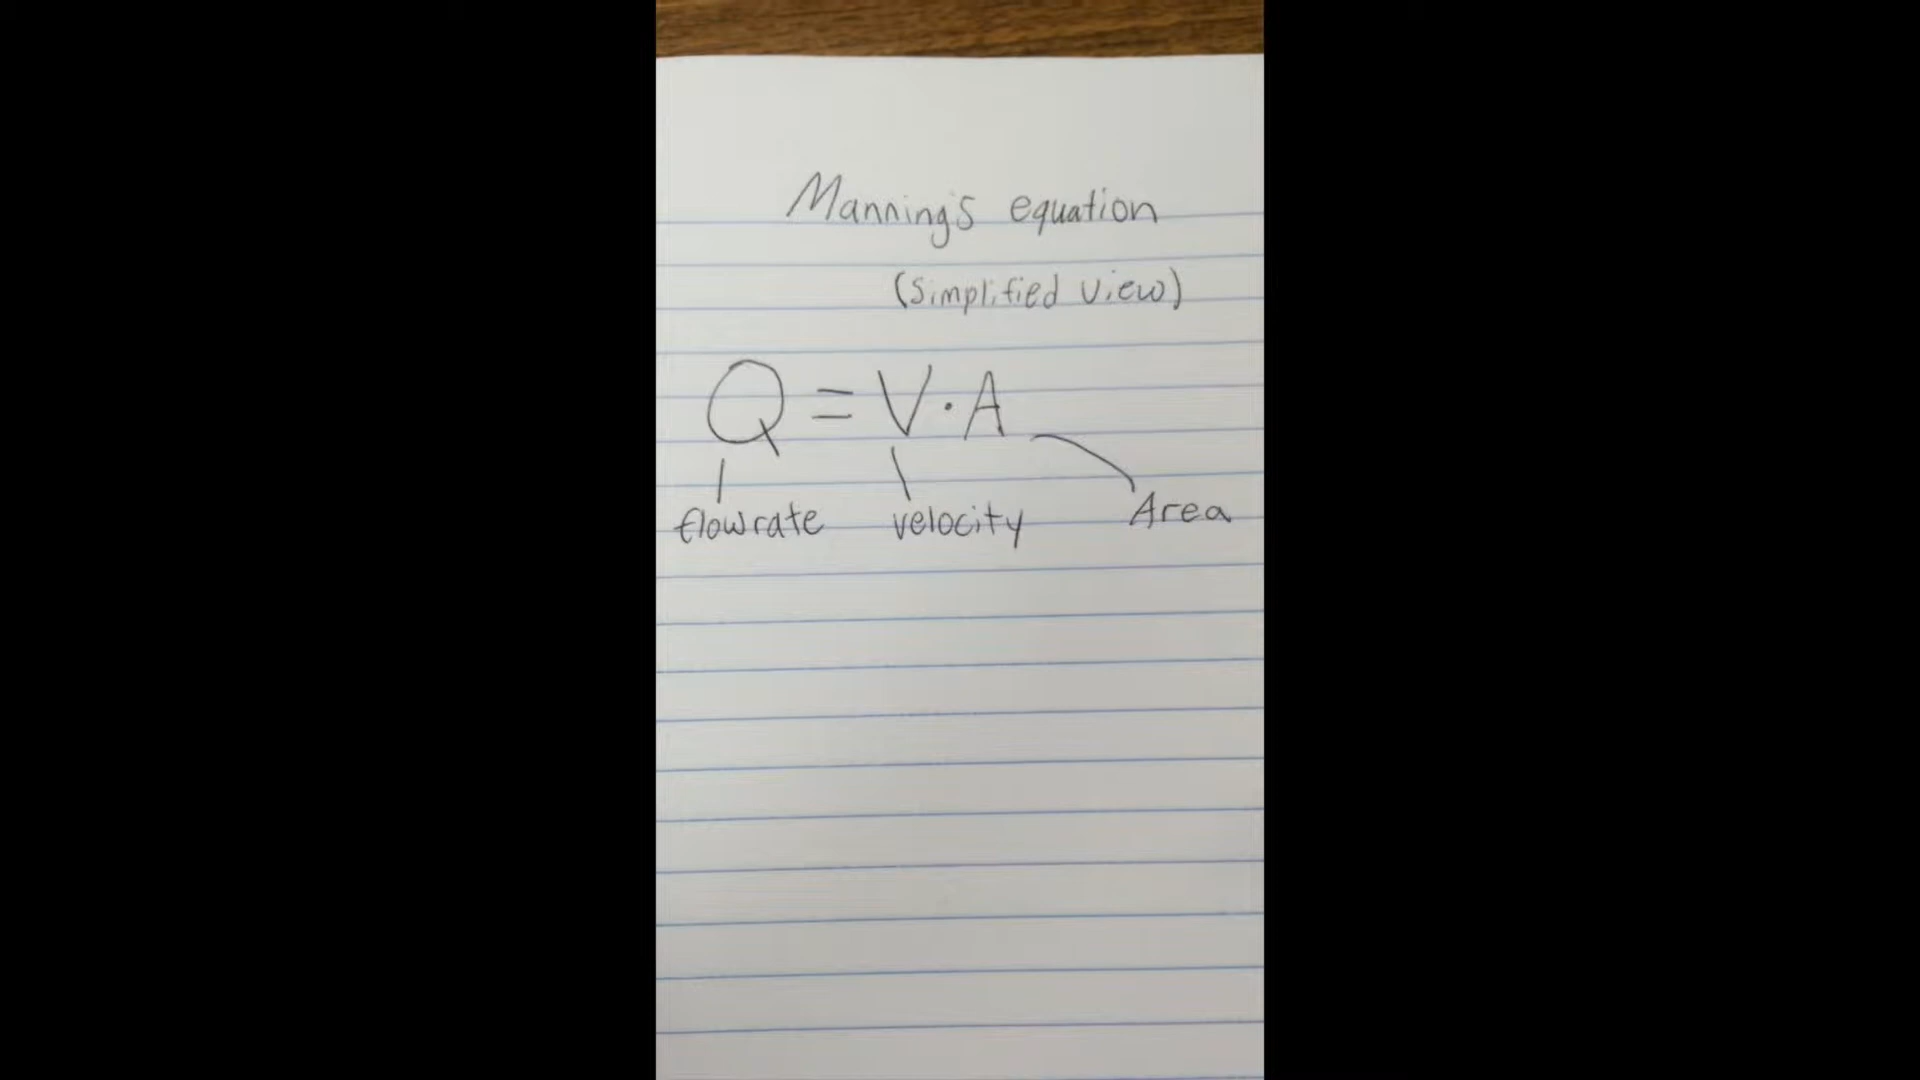 Manning's equation
(simplified view)
Q = V · A
flowrate velocity Area